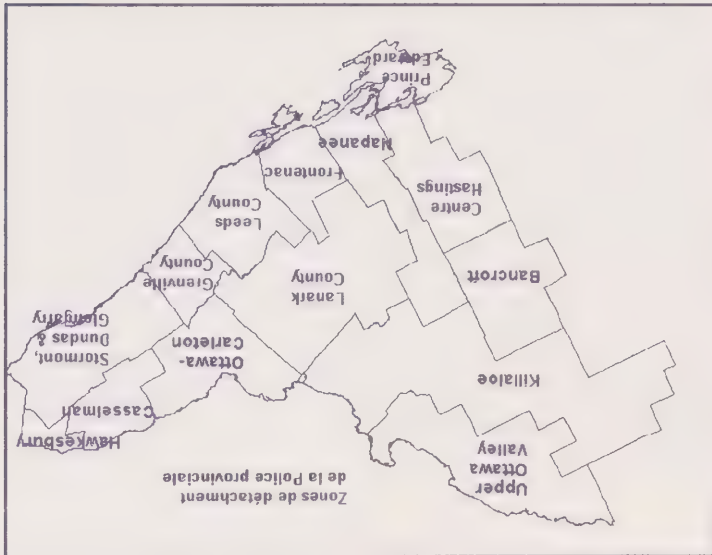 Zones de détachment
de la Police provinciale
Upper
Ottawa
Valley
Hawkesbury
Casselman
Killaloe
Ottawa-
Carleton
Stormont,
Dundas &
Glengarry
Bancroft
Lanark
County
Grenville
County
Leeds
County
Centre
Hastings
Frontenac
Napanee
Prince
Edward